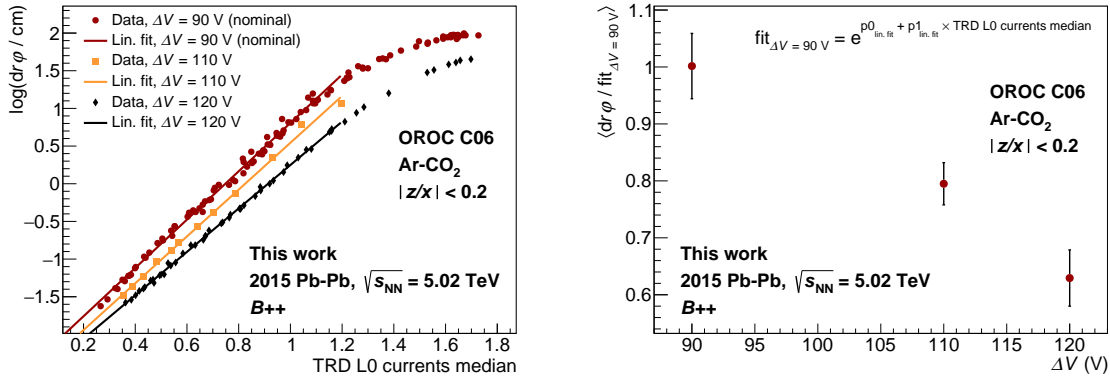 log(drφ / cm)
2
1.5
1
0.5
0
−0.5
−1
−1.5
Data, ΔV = 90 V (nominal)
Lin. fit, ΔV = 90 V (nominal)
Data, ΔV = 110 V
Lin. fit, ΔV = 110 V
Data, ΔV = 120 V
Lin. fit, ΔV = 120 V
OROC C06
Ar-CO₂
|z/x| < 0.2
This work
2015 Pb-Pb, √sNN = 5.02 TeV
B++
0.2 0.4 0.6 0.8 1 1.2 1.4 1.6 1.8
TRD L0 currents median
⟨drφ / fitΔV = 90 V⟩
1.1
1.0
0.9
0.8
0.7
0.6
fitΔV = 90 V = e^p0lin. fit + p1lin. fit × TRD L0 currents median
OROC C06
Ar-CO₂
|z/x| < 0.2
This work
2015 Pb-Pb, √sNN = 5.02 TeV
B++
90 95 100 105 110 115 120
ΔV (V)